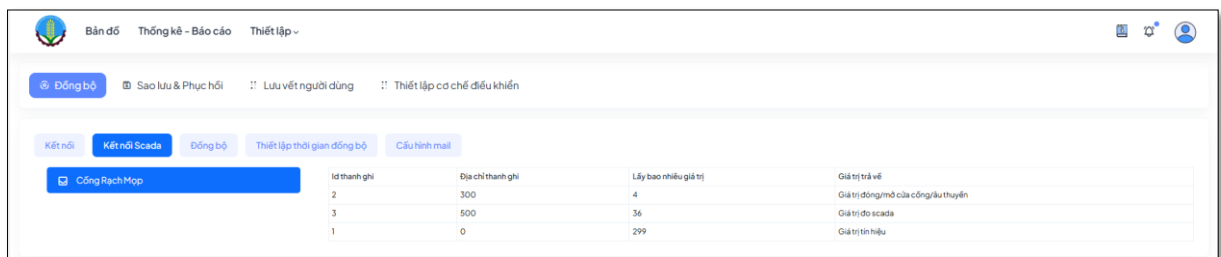 Bản đồ Thống kê - Báo cáo Thiết lập
Đồng bộ Sao lưu & Phục hồi Lưu vết người dùng Thiết lập cơ chế điều khiển
Kết nối Kết nối Scada Đồng bộ Thiết lập thời gian đồng bộ Cấu hình mail
Cống Rạch Mọp
Id thanh ghi Địa chỉ thanh ghi Lấy bao nhiêu giá trị Giá trị trả về
2 300 4 Giá trị đóng/mở cửa cống/âu thuyền
3 500 36 Giá trị đo scada
1 0 299 Giá trị tín hiệu